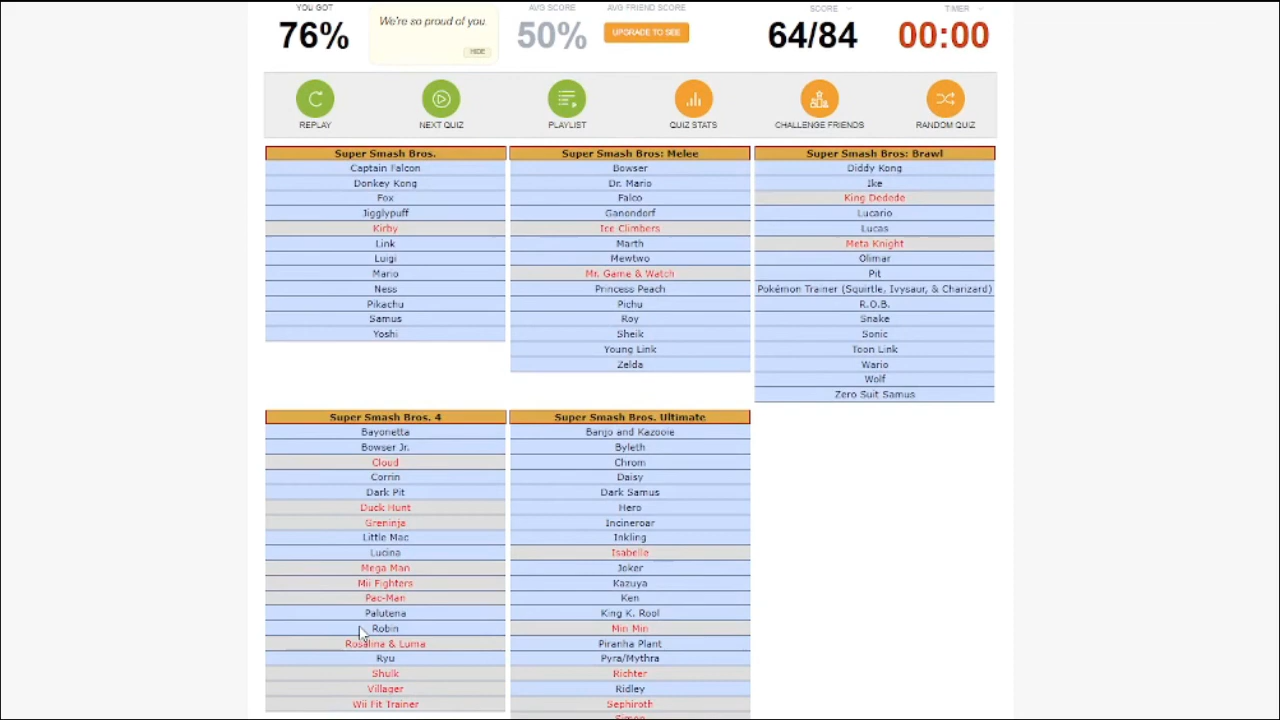 YOU GOT
76%
We're so proud of you.
HIDE
AVG SCORE
50%
AVG FRIEND SCORE
UPGRADE TO SEE
SCORE
64/84
TIMER
00:00
REPLAY
NEXT QUIZ
PLAYLIST
QUIZ STATS
CHALLENGE FRIENDS
RANDOM QUIZ
Super Smash Bros.
Captain Falcon
Donkey Kong
Fox
Jigglypuff
Kirby
Link
Luigi
Mario
Ness
Pikachu
Samus
Yoshi
Super Smash Bros: Melee
Bowser
Dr. Mario
Falco
Ganondorf
Ice Climbers
Marth
Mewtwo
Mr. Game & Watch
Princess Peach
Pichu
Roy
Sheik
Young Link
Zelda
Super Smash Bros: Brawl
Diddy Kong
Ike
King Dedede
Lucario
Lucas
Meta Knight
Olimar
Pit
Pokémon Trainer (Squirtle, Ivysaur, & Charizard)
R.O.B.
Snake
Sonic
Toon Link
Wario
Wolf
Zero Suit Samus
Super Smash Bros. 4
Bayonetta
Bowser Jr.
Cloud
Corrin
Dark Pit
Duck Hunt
Greninja
Little Mac
Lucina
Mega Man
Mii Fighters
Pac-Man
Palutena
Robin
Rosalina & Luma
Ryu
Shulk
Villager
Wii Fit Trainer
Super Smash Bros. Ultimate
Banjo and Kazooie
Byleth
Chrom
Daisy
Dark Samus
Hero
Incineroar
Inkling
Isabelle
Joker
Kazuya
Ken
King K. Rool
Min Min
Piranha Plant
Pyra/Mythra
Richter
Ridley
Sephiroth
Simon